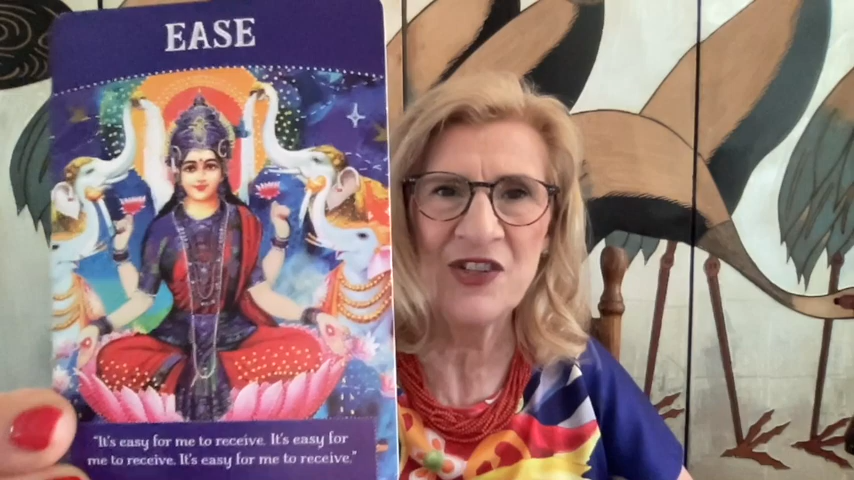 EASE
"It's easy for me to receive. It's easy for
me to receive. It's easy for me to receive."